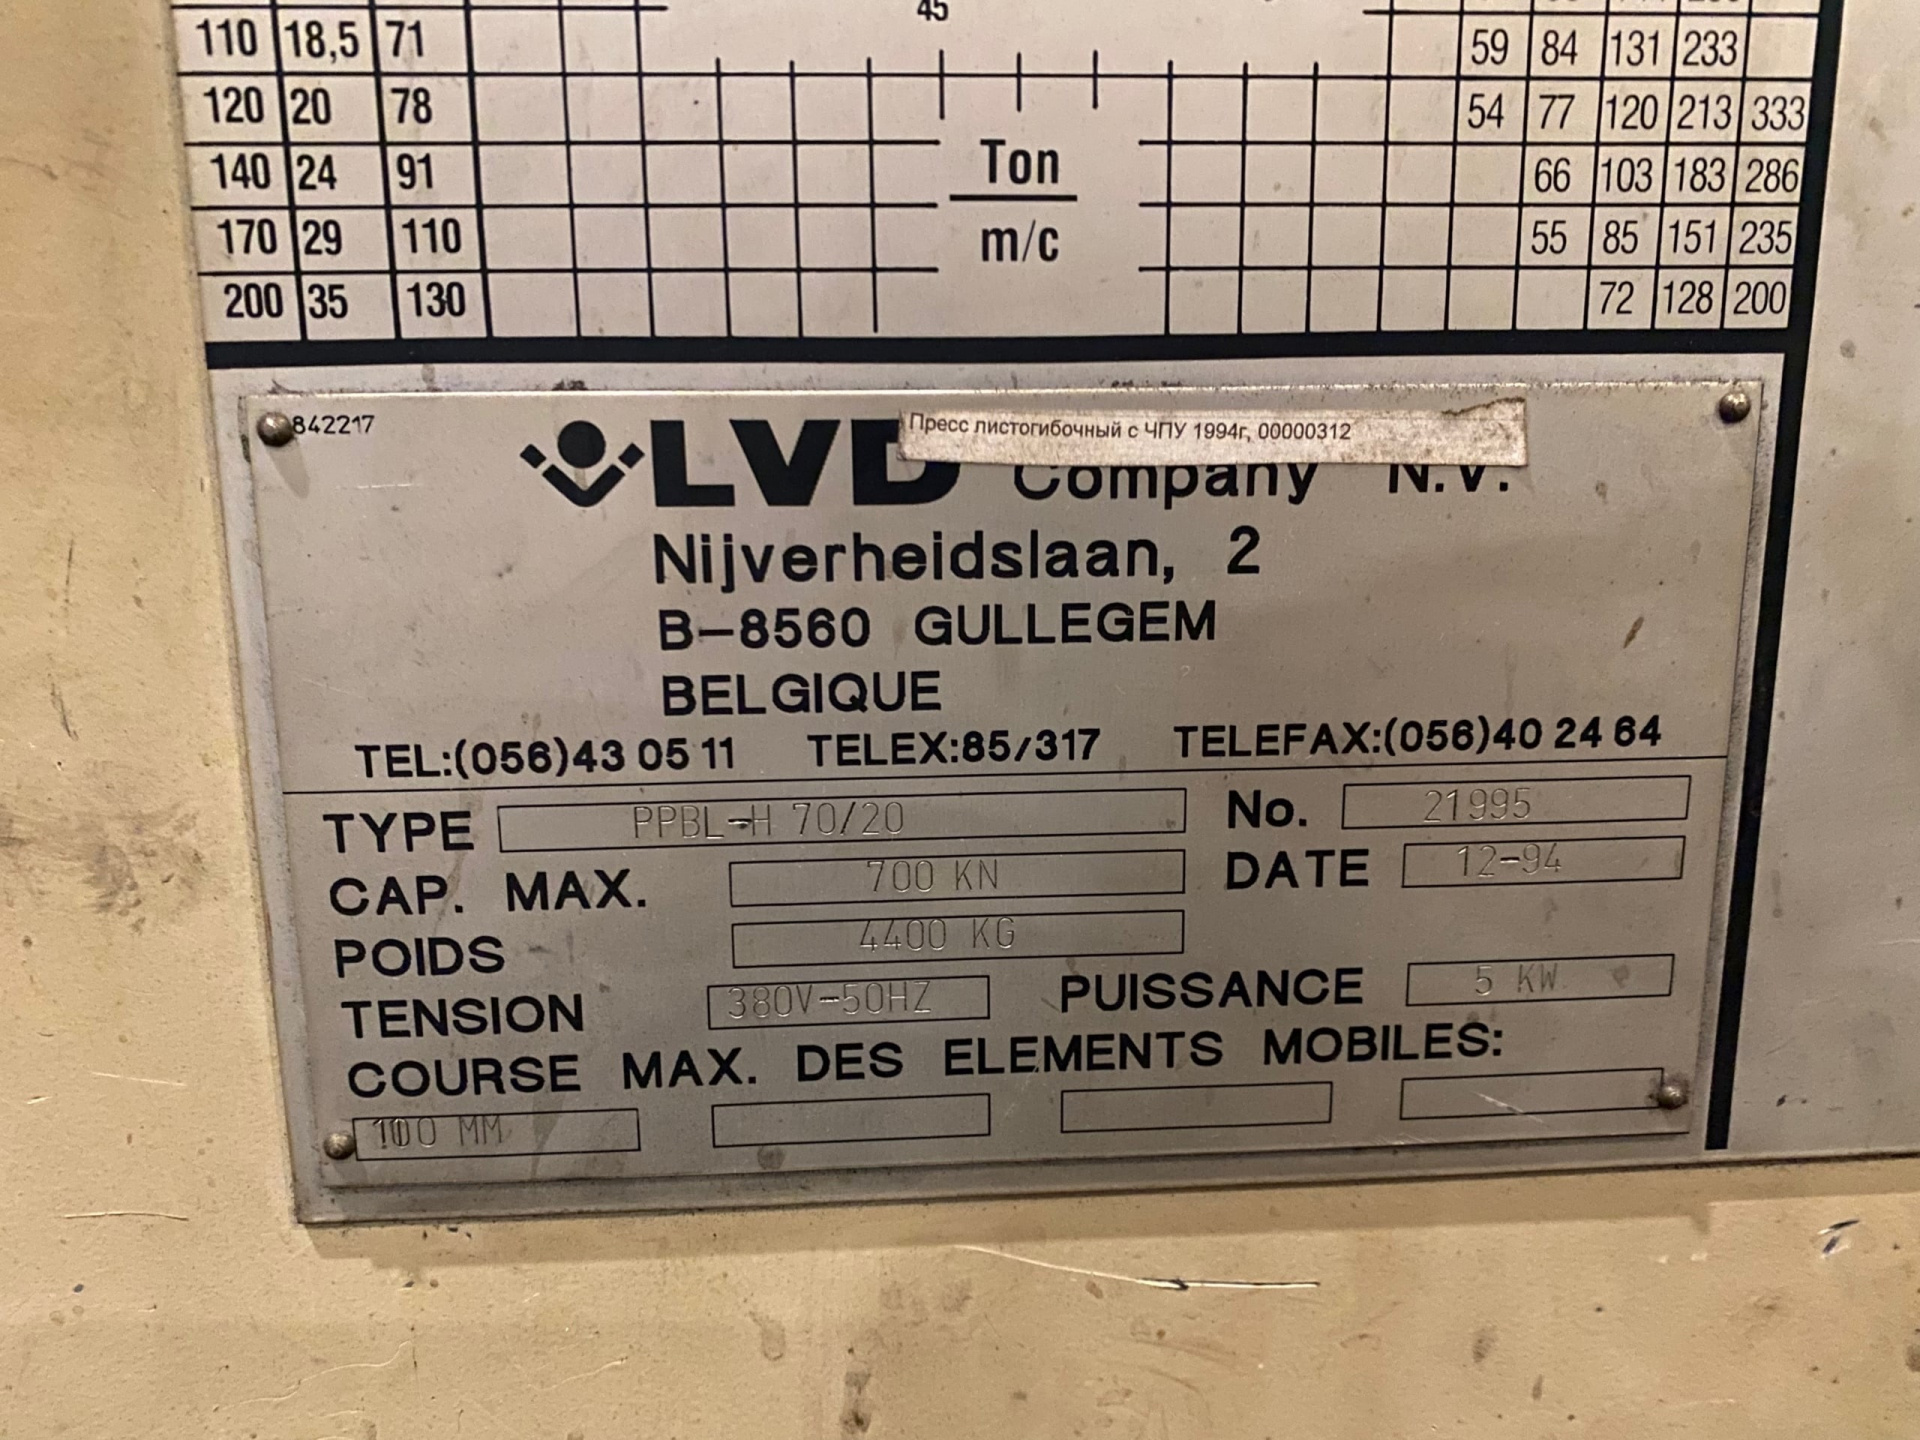 45
110 18,5 71 59 84 131 233
120 20 78 54 77 120 213 333
140 24 91 Ton 66 103 183 286
170 29 110 m/c 55 85 151 235
200 35 130 72 128 200
842217
Пресс листогибочный с ЧПУ 1994г, 00000312
LVD Company N.V.
Nijverheidslaan, 2
B-8560 GULLEGEM
BELGIQUE
TEL:(056)43 05 11 TELEX:85/317 TELEFAX:(056)40 24 64
TYPE PPBL-H 70/20 No. 21995
CAP. MAX. 700 KN DATE 12-94
POIDS 4400 KG
TENSION 380V-50HZ PUISSANCE 5 KW
COURSE MAX. DES ELEMENTS MOBILES:
100 MM